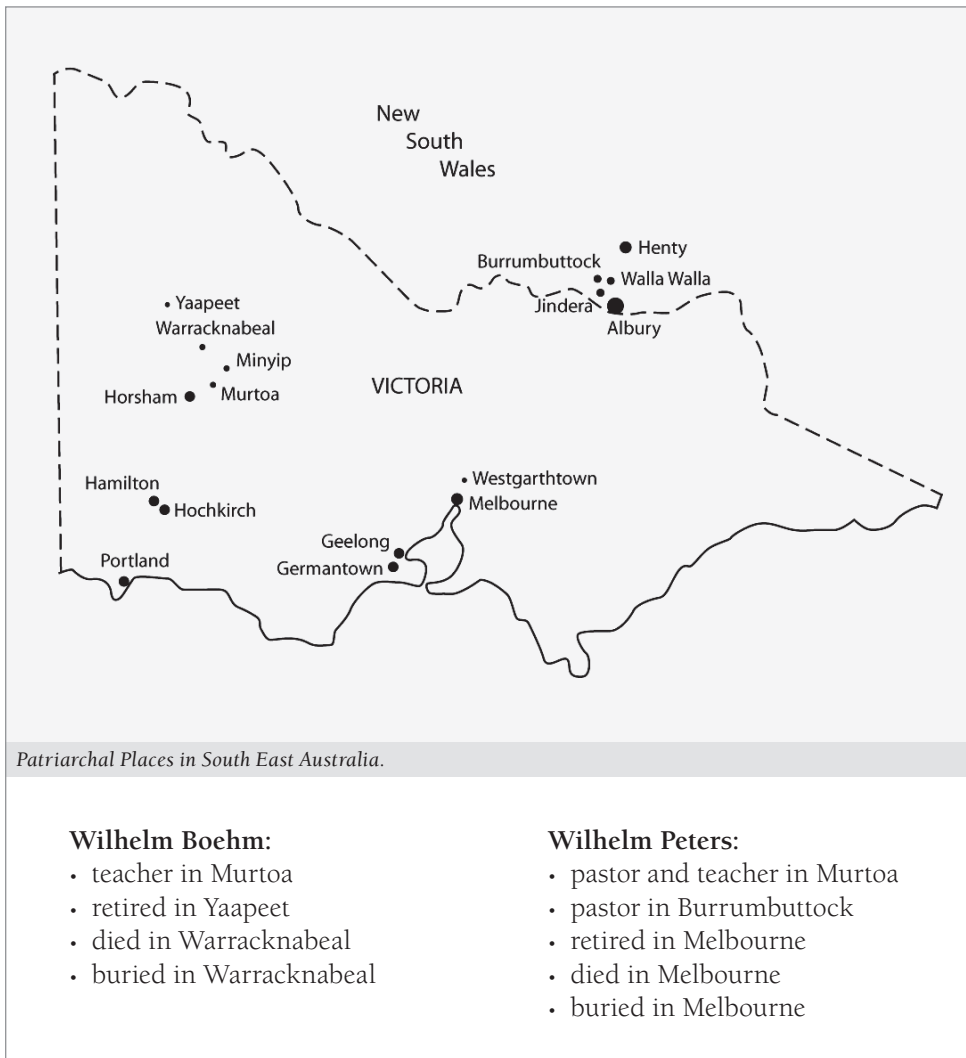 New
South
Wales
Henty
Burrumbuttock
Walla Walla
Jindera
Albury
Yaapeet
Warracknabeal
Minyip
Murtoa
Horsham
VICTORIA
Westgarthtown
Melbourne
Hamilton
Hochkirch
Geelong
Germantown
Portland
Patriarchal Places in South East Australia.
Wilhelm Boehm:
• teacher in Murtoa
• retired in Yaapeet
• died in Warracknabeal
• buried in Warracknabeal
Wilhelm Peters:
• pastor and teacher in Murtoa
• pastor in Burrumbuttock
• retired in Melbourne
• died in Melbourne
• buried in Melbourne